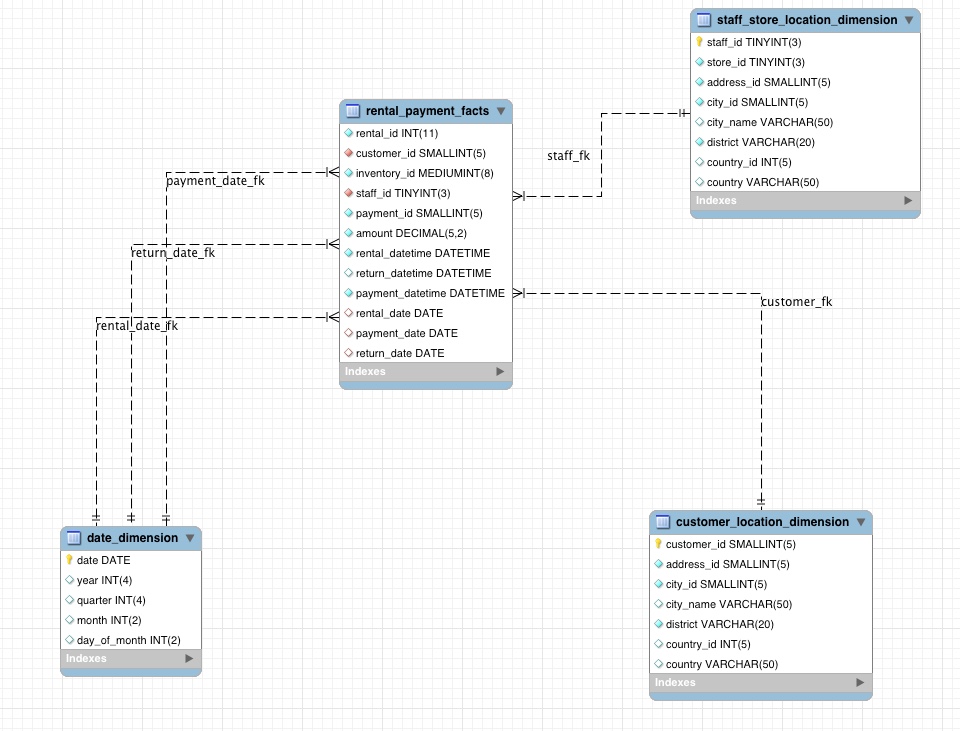 staff_store_location_dimension
staff_id TINYINT(3)
store_id TINYINT(3)
address_id SMALLINT(5)
city_id SMALLINT(5)
city_name VARCHAR(50)
district VARCHAR(20)
country_id INT(5)
country VARCHAR(50)
Indexes
rental_payment_facts
rental_id INT(11)
customer_id SMALLINT(5)
inventory_id MEDIUMINT(8)
staff_id TINYINT(3)
payment_id SMALLINT(5)
amount DECIMAL(5,2)
rental_datetime DATETIME
return_datetime DATETIME
payment_datetime DATETIME
rental_date DATE
payment_date DATE
return_date DATE
Indexes
staff_fk
payment_date_fk
return_date_fk
rental_date_fk
customer_fk
date_dimension
date DATE
year INT(4)
quarter INT(4)
month INT(2)
day_of_month INT(2)
Indexes
customer_location_dimension
customer_id SMALLINT(5)
address_id SMALLINT(5)
city_id SMALLINT(5)
city_name VARCHAR(50)
district VARCHAR(20)
country_id INT(5)
country VARCHAR(50)
Indexes